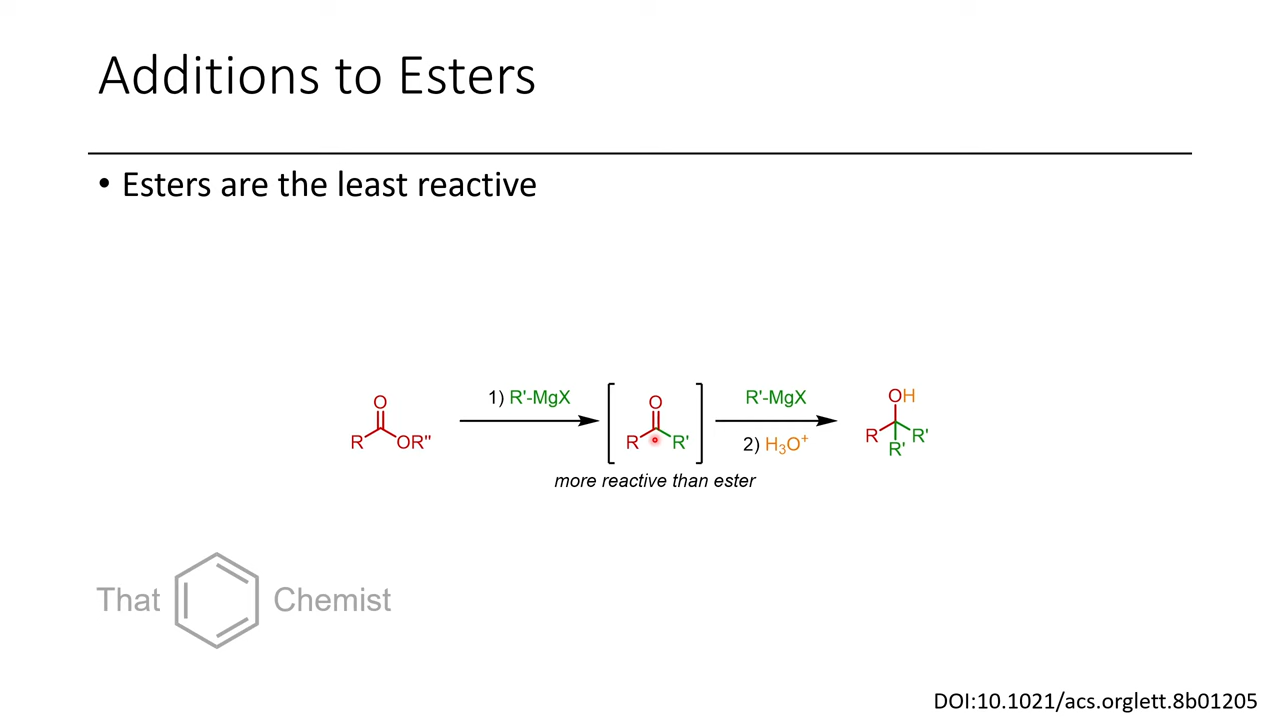 Additions to Esters
• Esters are the least reactive
O
R OR"
1) R'-MgX
O
R R'
more reactive than ester
R'-MgX
2) H₃O⁺
OH
R R'
R'
That Chemist
DOI:10.1021/acs.orglett.8b01205